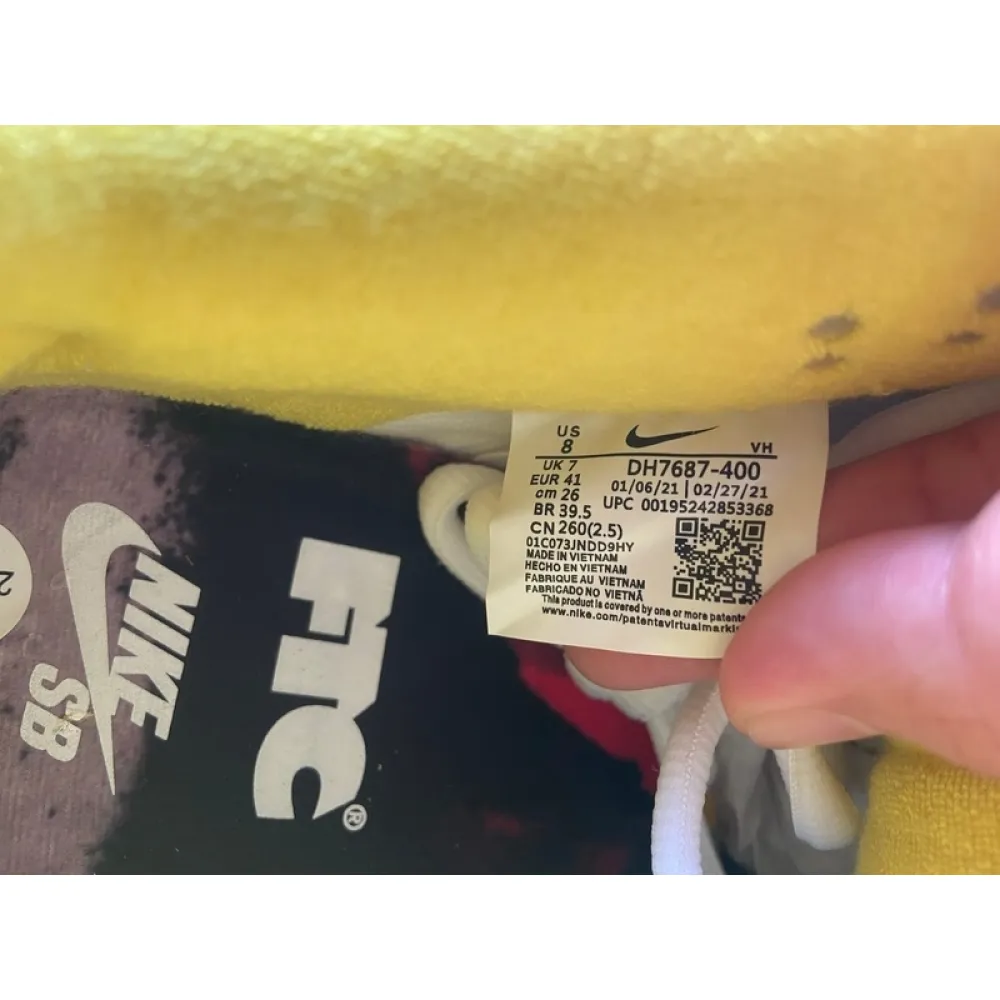 US
8
VH
UK 7
EUR 41
cm 26
BR 39.5
CN 260(2.5)
DH7687-400
01/06/21 | 02/27/21
UPC 00195242853368
01C073JNDD9HY
MADE IN VIETNAM
HECHO EN VIETNAM
FABRIQUE AU VIETNAM
FABRICADO NO VIETNÃ
This product is covered by one or more patents
www.nike.com/patentsvirtualmarki
NIKE
SB
FTC®
2